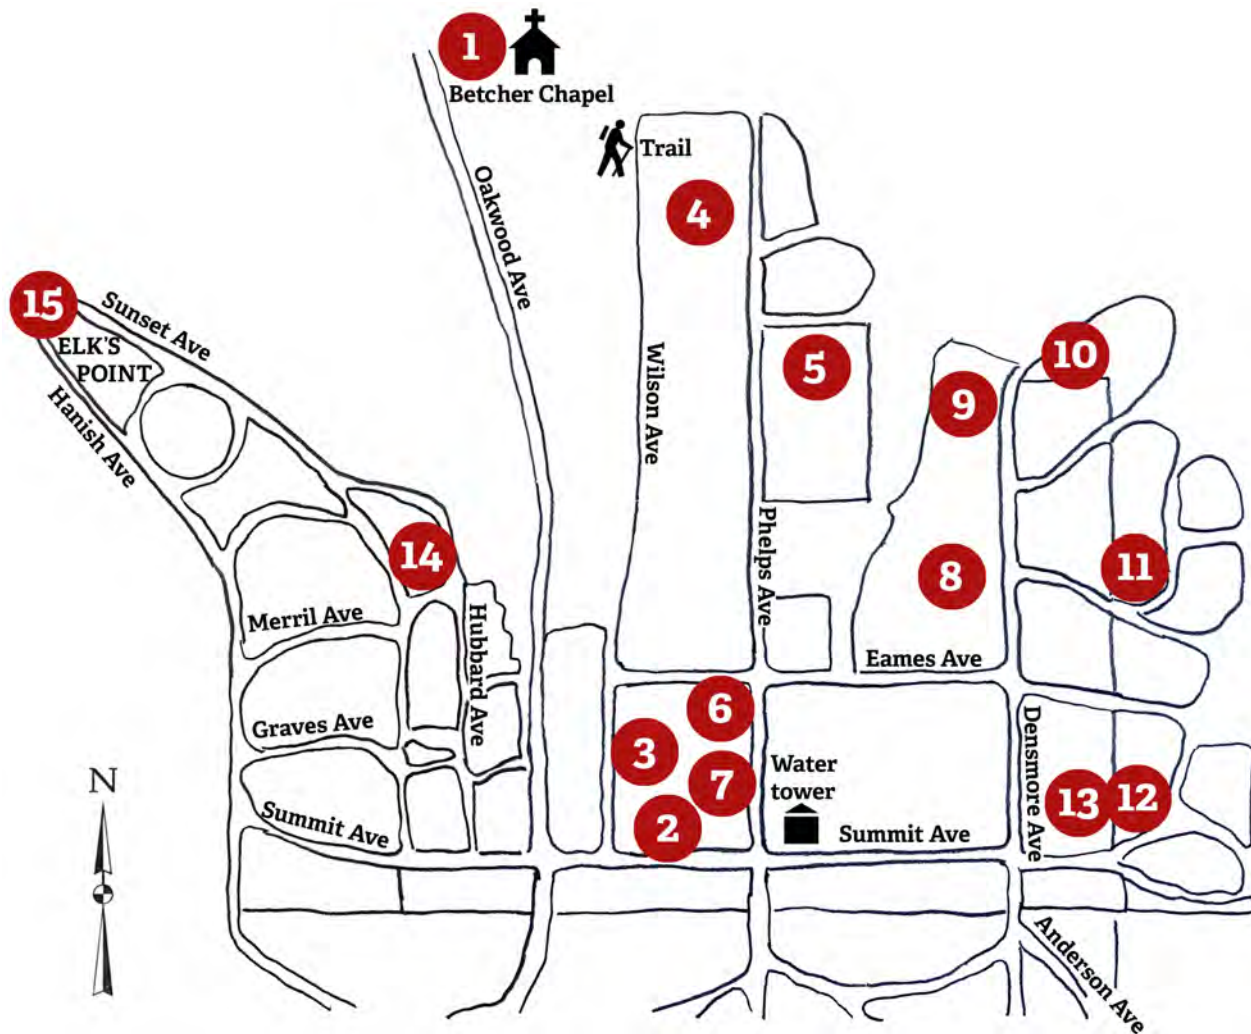 1
Betcher Chapel
Trail
Oakwood Ave
4
15
Sunset Ave
ELK'S
POINT
Hanish Ave
Wilson Ave
5
10
9
Phelps Ave
14
8
11
Merril Ave
Hubbard Ave
Eames Ave
6
Graves Ave
3
7
Water
tower
Densmore Ave
13
12
N
Summit Ave
2
Summit Ave
Anderson Ave